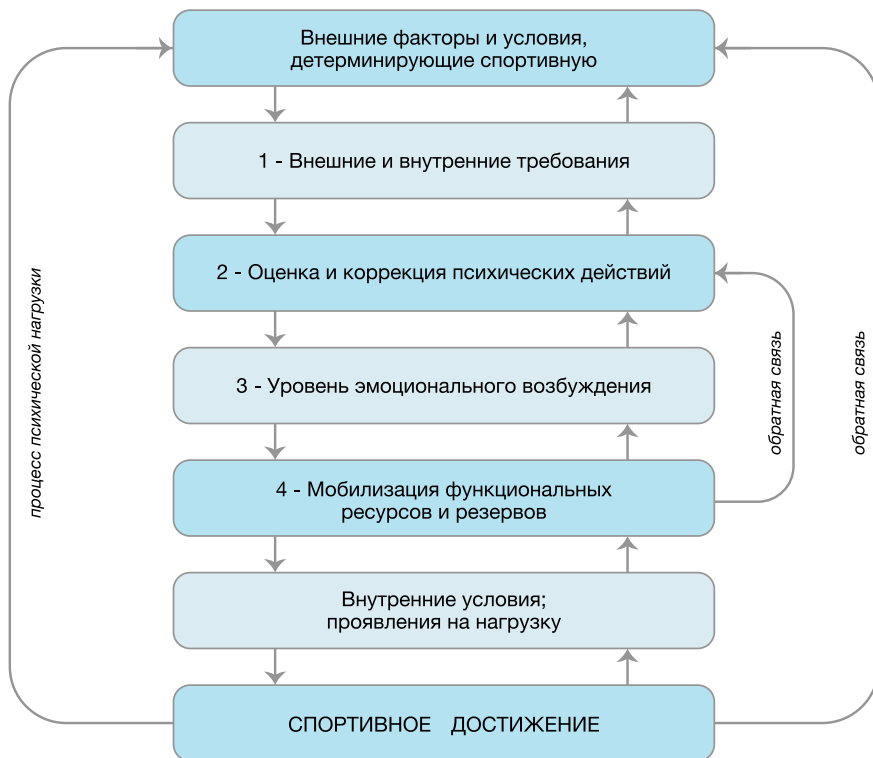 Внешние факторы и условия,
детерминирующие спортивную
1 - Внешние и внутренние требования
2 - Оценка и коррекция психических действий
3 - Уровень эмоционального возбуждения
4 - Мобилизация функциональных
ресурсов и резервов
Внутренние условия;
проявления на нагрузку
СПОРТИВНОЕ ДОСТИЖЕНИЕ
процесс психической нагрузки
обратная связь
обратная связь